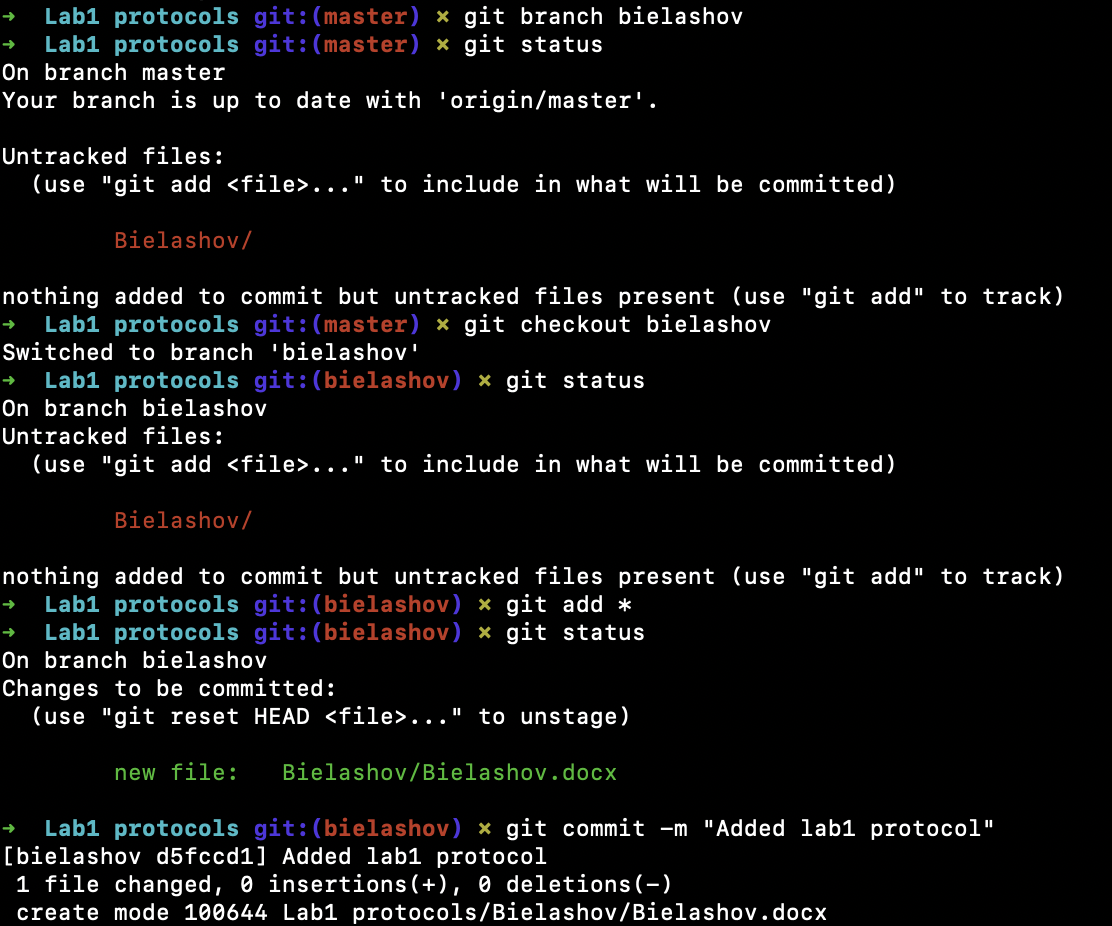 ➜  Lab1 protocols git:(master) ✗ git branch bielashov
➜  Lab1 protocols git:(master) ✗ git status
On branch master
Your branch is up to date with 'origin/master'.
Untracked files:
  (use "git add <file>..." to include in what will be committed)
        Bielashov/
nothing added to commit but untracked files present (use "git add" to track)
➜  Lab1 protocols git:(master) ✗ git checkout bielashov
Switched to branch 'bielashov'
➜  Lab1 protocols git:(bielashov) ✗ git status
On branch bielashov
Untracked files:
  (use "git add <file>..." to include in what will be committed)
        Bielashov/
nothing added to commit but untracked files present (use "git add" to track)
➜  Lab1 protocols git:(bielashov) ✗ git add *
➜  Lab1 protocols git:(bielashov) ✗ git status
On branch bielashov
Changes to be committed:
  (use "git reset HEAD <file>..." to unstage)
        new file:   Bielashov/Bielashov.docx
➜  Lab1 protocols git:(bielashov) ✗ git commit -m "Added lab1 protocol"
[bielashov d5fccd1] Added lab1 protocol
 1 file changed, 0 insertions(+), 0 deletions(-)
 create mode 100644 Lab1 protocols/Bielashov/Bielashov.docx